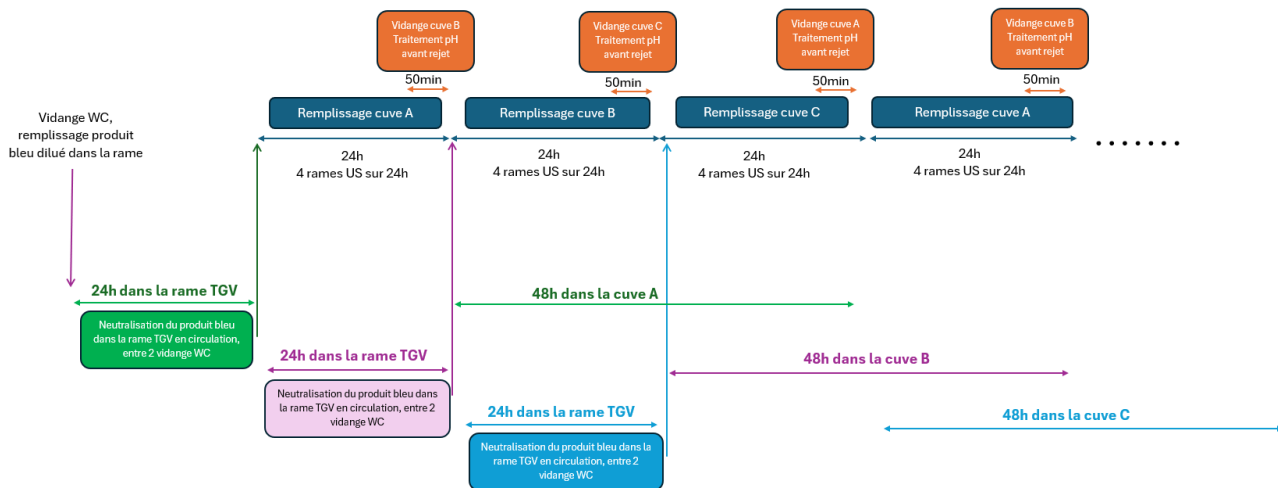 Vidange cuve B
Traitement pH
avant rejet
Vidange cuve C
Traitement pH
avant rejet
Vidange cuve A
Traitement pH
avant rejet
Vidange cuve B
Traitement pH
avant rejet
50min
50min
50min
50min
Remplissage cuve A
Remplissage cuve B
Remplissage cuve C
Remplissage cuve A
Vidange WC,
remplissage produit
bleu dilué dans la rame
24h
4 rames US sur 24h
24h
4 rames US sur 24h
24h
4 rames US sur 24h
24h
4 rames US sur 24h
.......
24h dans la rame TGV
48h dans la cuve A
Neutralisation du produit bleu
dans la rame TGV en circulation,
entre 2 vidange WC
24h dans la rame TGV
48h dans la cuve B
Neutralisation du produit bleu dans
la rame TGV en circulation, entre 2
vidange WC
24h dans la rame TGV
48h dans la cuve C
Neutralisation du produit bleu dans la
rame TGV en circulation, entre 2
vidange WC